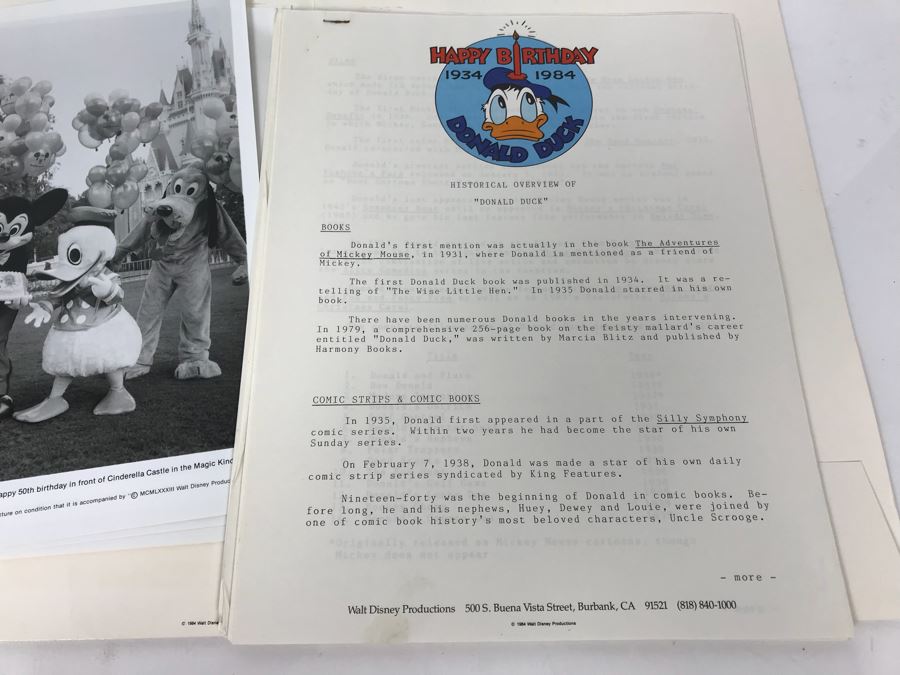 HAPPY BIRTHDAY
1934 1984
DONALD DUCK
HISTORICAL OVERVIEW OF
"DONALD DUCK"
BOOKS
Donald's first mention was actually in the book The Adventures
of Mickey Mouse, in 1931, where Donald is mentioned as a friend of
Mickey.
The first Donald Duck book was published in 1934. It was a re-
telling of "The Wise Little Hen." In 1935 Donald starred in his own
book.
There have been numerous Donald books in the years intervening.
In 1979, a comprehensive 256-page book on the feisty mallard's career
entitled "Donald Duck," was written by Marcia Blitz and published by
Harmony Books.
COMIC STRIPS & COMIC BOOKS
In 1935, Donald first appeared in a part of the Silly Symphony
comic series. Within two years he had become the star of his own
Sunday series.
On February 7, 1938, Donald was made a star of his own daily
comic strip series syndicated by King Features.
Nineteen-forty was the beginning of Donald in comic books. Be-
fore long, he and his nephews, Huey, Dewey and Louie, were joined by
one of comic book history's most beloved characters, Uncle Scrooge.
- more -
Walt Disney Productions 500 S. Buena Vista Street, Burbank, CA 91521 (818) 840-1000
© 1984 Walt Disney Productions
appy 50th birthday in front of Cinderella Castle in the Magic King
cture on condition that it is accompanied by "© MCMLXXXIII Walt Disney Produc
© 1984 Walt Disne